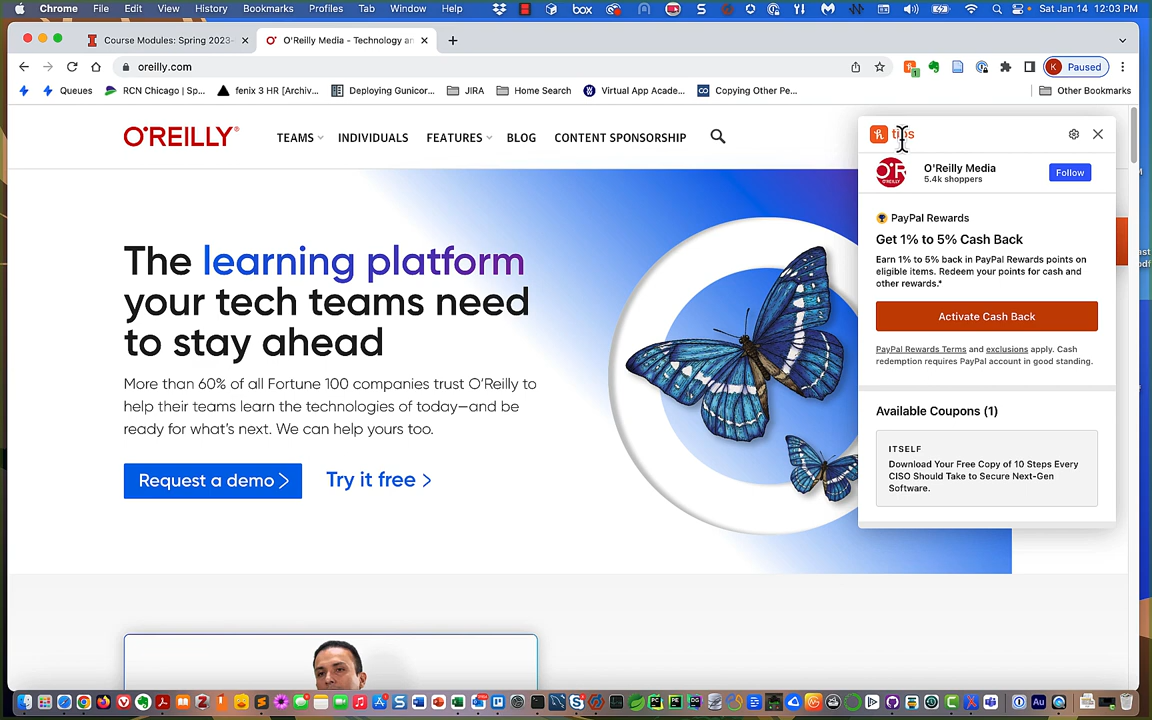 Chrome File Edit View History Bookmarks Profiles Tab Window Help box Sat Jan 14 12:03 PM
Course Modules: Spring 2023- O'Reilly Media - Technology an
oreilly.com
Paused
Queues RCN Chicago | Sp... fenix 3 HR [Archiv... Deploying Gunicor... JIRA Home Search Virtual App Acade... Copying Other Pe... Other Bookmarks
O'REILLY®
TEAMS INDIVIDUALS FEATURES BLOG CONTENT SPONSORSHIP
The learning platform
your tech teams need
to stay ahead
More than 60% of all Fortune 100 companies trust O'Reilly to
help their teams learn the technologies of today—and be
ready for what's next. We can help yours too.
Request a demo
Try it free
h tips
O'Reilly Media
5.4k shoppers
Follow
PayPal Rewards
Get 1% to 5% Cash Back
Earn 1% to 5% back in PayPal Rewards points on
eligible items. Redeem your points for cash and
other rewards.*
Activate Cash Back
PayPal Rewards Terms and exclusions apply. Cash
redemption requires PayPal account in good standing.
Available Coupons (1)
ITSELF
Download Your Free Copy of 10 Steps Every
CISO Should Take to Secure Next-Gen
Software.